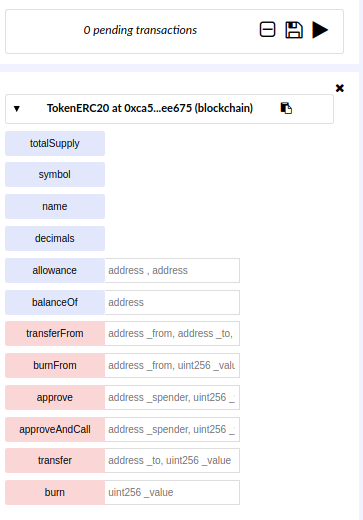 0 pending transactions
TokenERC20 at 0xca5...ee675 (blockchain)
totalSupply
symbol
name
decimals
allowance address , address
balanceOf address
transferFrom address _from, address _to,
burnFrom address _from, uint256 _valu
approve address _spender, uint256 _
approveAndCall address _spender, uint256 _
transfer address _to, uint256 _value
burn uint256 _value